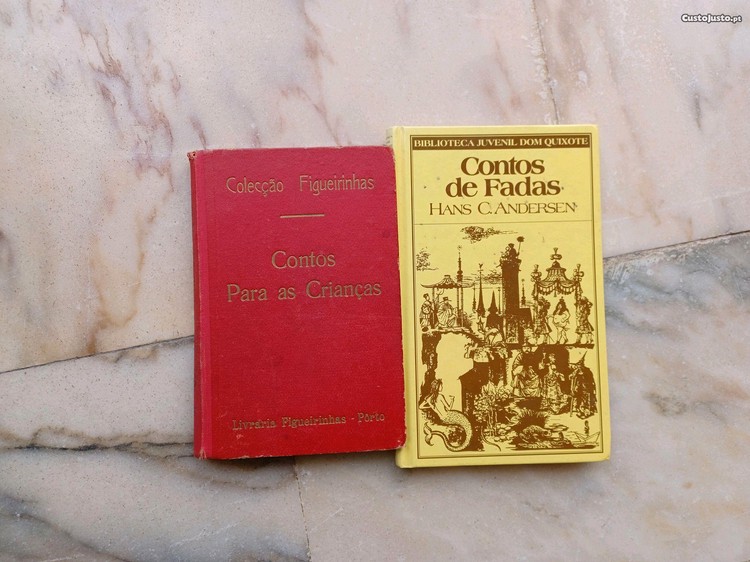 CustoJusto.pt
Colecção Figueirinhas
Contos
Para as Crianças
Livraria Figueirinhas - Pôrto
BIBLIOTECA JUVENIL DOM QUIXOTE
Contos
de Fadas
HANS C. ANDERSEN